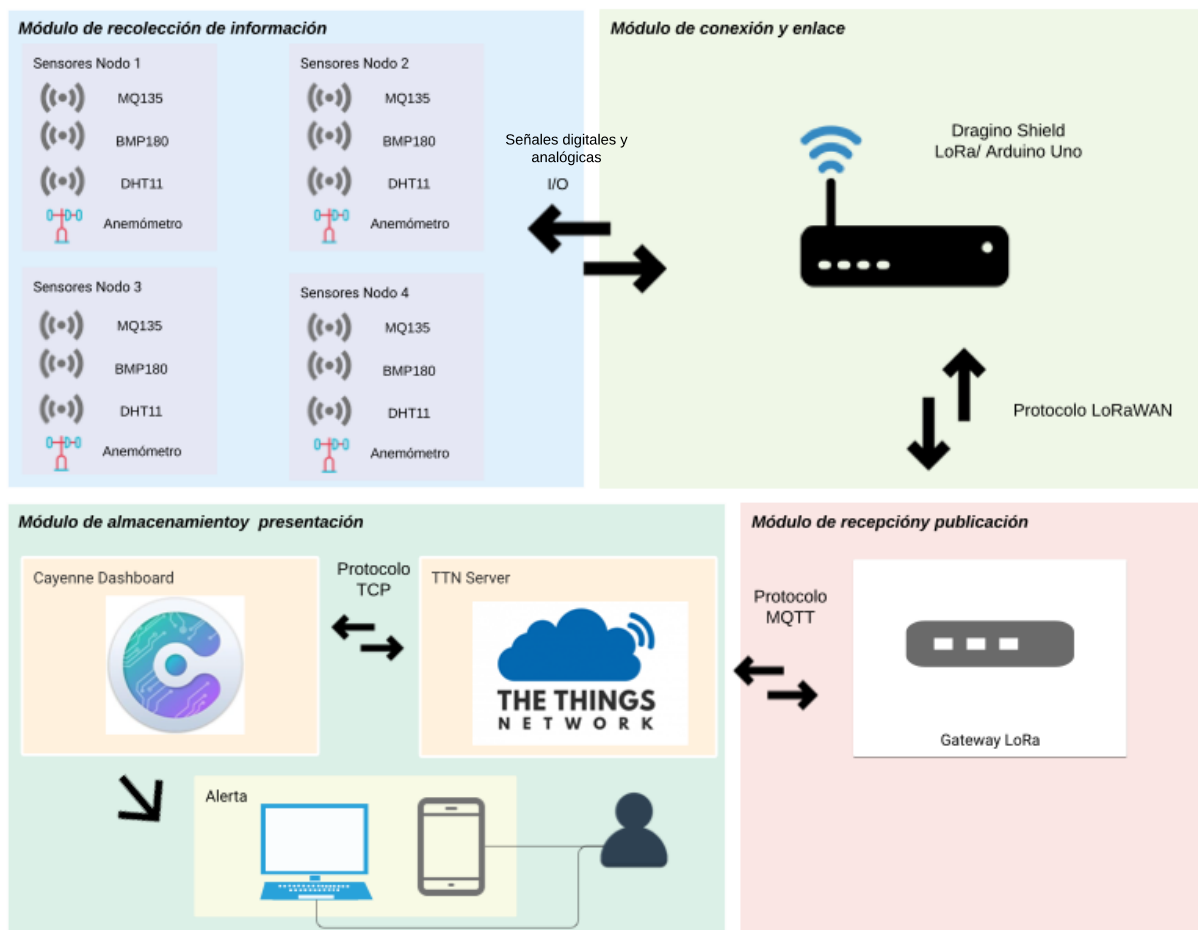 Módulo de recolección de información
Sensores Nodo 1
MQ135
BMP180
DHT11
Anemómetro
Sensores Nodo 2
MQ135
BMP180
DHT11
Anemómetro
Sensores Nodo 3
MQ135
BMP180
DHT11
Anemómetro
Sensores Nodo 4
MQ135
BMP180
DHT11
Anemómetro
Señales digitales y
analógicas
I/O
Módulo de conexión y enlace
Dragino Shield
LoRa/ Arduino Uno
Protocolo LoRaWAN
Módulo de almacenamientoy presentación
Cayenne Dashboard
Protocolo
TCP
TTN Server
THE THINGS
NETWORK
Alerta
Módulo de recepcióny publicación
Protocolo
MQTT
Gateway LoRa